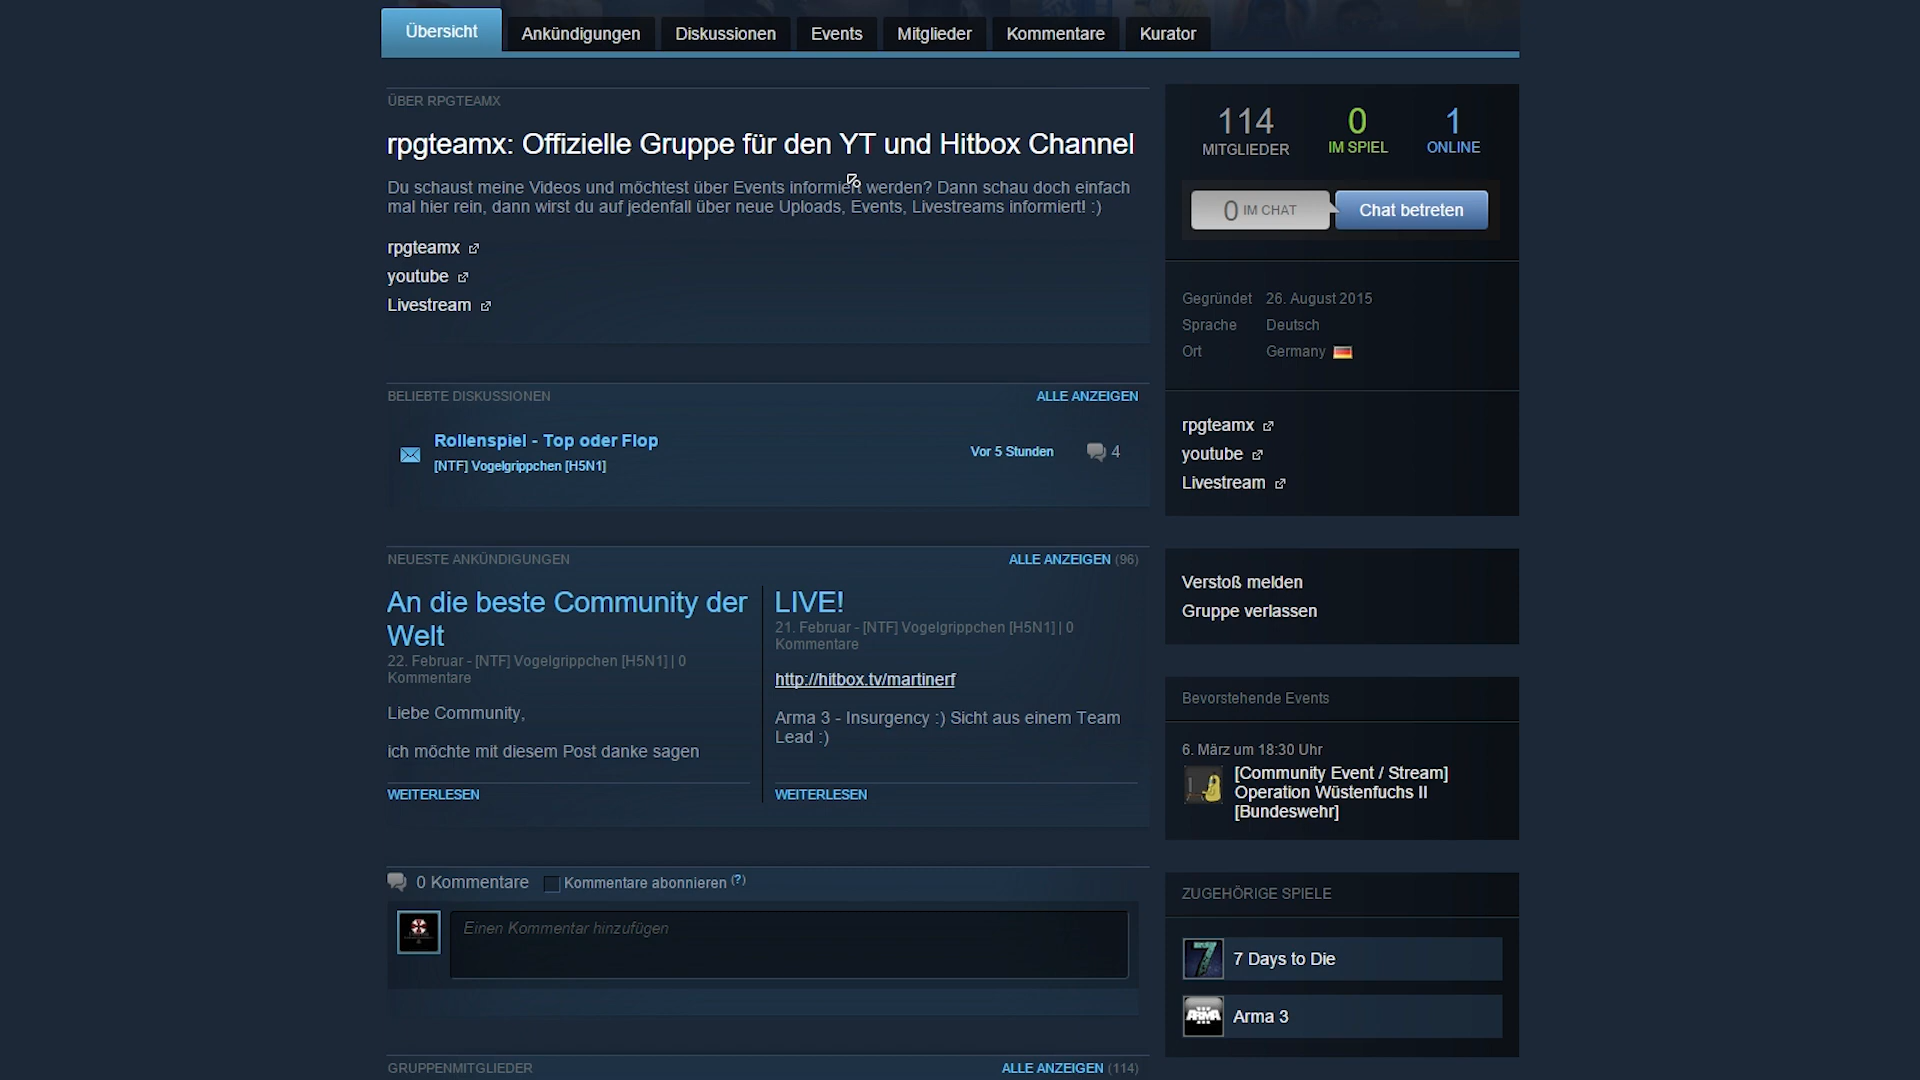 Übersicht
Ankündigungen
Diskussionen
Events
Mitglieder
Kommentare
Kurator
ÜBER RPGTEAMX
rpgteamx: Offizielle Gruppe für den YT und Hitbox Channel
Du schaust meine Videos und möchtest über Events informiert werden? Dann schau doch einfach
mal hier rein, dann wirst du auf jedenfall über neue Uploads, Events, Livestreams informiert! :)
rpgteamx
youtube
Livestream
BELIEBTE DISKUSSIONEN
ALLE ANZEIGEN
Rollenspiel - Top oder Flop
[NTF] Vogelgrippchen [H5N1]
Vor 5 Stunden
4
NEUESTE ANKÜNDIGUNGEN
ALLE ANZEIGEN (96)
An die beste Community der
Welt
22. Februar - [NTF] Vogelgrippchen [H5N1] | 0
Kommentare
Liebe Community,
ich möchte mit diesem Post danke sagen
WEITERLESEN
LIVE!
21. Februar - [NTF] Vogelgrippchen [H5N1] | 0
Kommentare
http://hitbox.tv/martinerf
Arma 3 - Insurgency :) Sicht aus einem Team
Lead :)
WEITERLESEN
0 Kommentare
Kommentare abonnieren (?)
Einen Kommentar hinzufügen
GRUPPENMITGLIEDER
ALLE ANZEIGEN (114)
114
MITGLIEDER
0
IM SPIEL
1
ONLINE
0 IM CHAT
Chat betreten
Gegründet 26. August 2015
Sprache Deutsch
Ort Germany
rpgteamx
youtube
Livestream
Verstoß melden
Gruppe verlassen
Bevorstehende Events
6. März um 18:30 Uhr
[Community Event / Stream]
Operation Wüstenfuchs II
[Bundeswehr]
ZUGEHÖRIGE SPIELE
7
7 Days to Die
ARMA
Arma 3